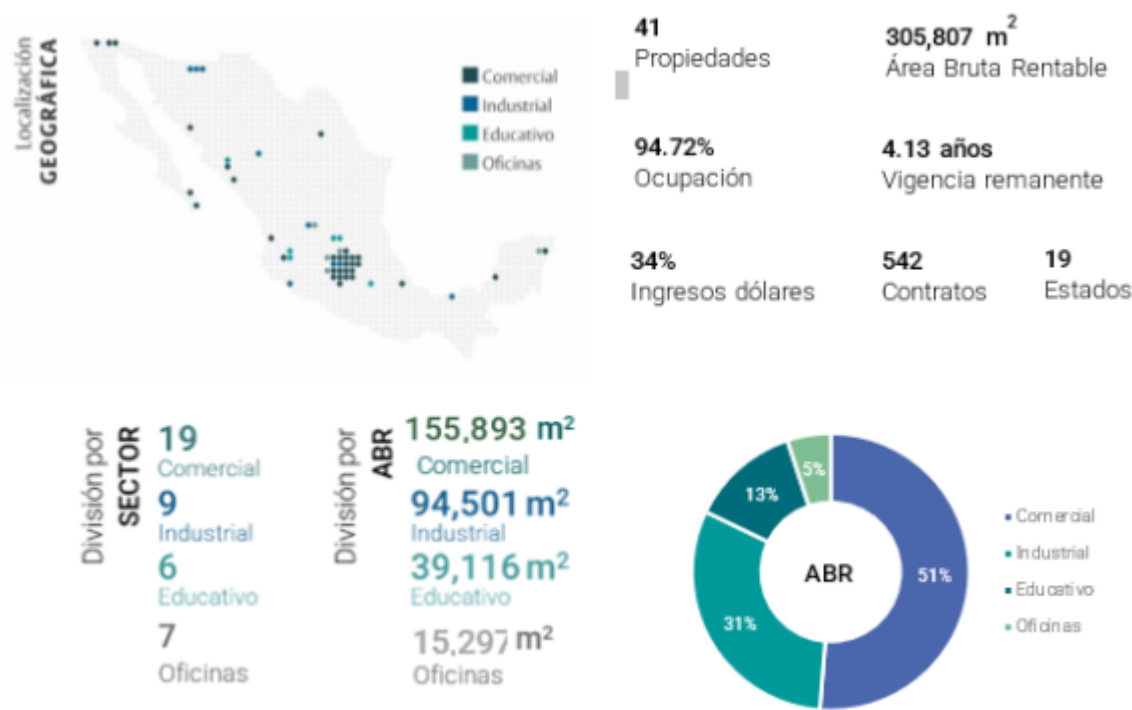 Localización
GEOGRÁFICA
Comercial
Industrial
Educativo
Oficinas
41
Propiedades
305,807 m²
Área Bruta Rentable
94.72%
Ocupación
4.13 años
Vigencia remanente
34%
Ingresos dólares
542
Contratos
19
Estados
División por
SECTOR
19
Comercial
9
Industrial
6
Educativo
7
Oficinas
División por
ABR
155,893 m²
Comercial
94,501 m²
Industrial
39,116 m²
Educativo
15,297 m²
Oficinas
5%
13%
31%
51%
ABR
Comercial
Industrial
Educativo
Oficinas